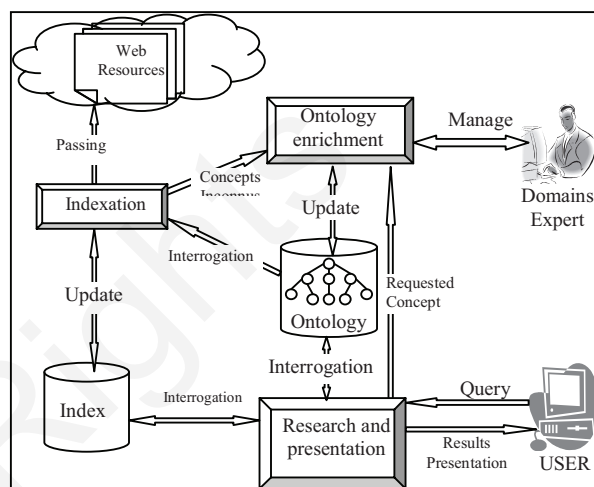 Web
Resources
Ontology
enrichment
Manage
Passing
Concepts
Inconnus
Domains
Expert
Indexation
Update
Interrogation
Requested
Concept
Update
Ontology
Interrogation
Query
Index
Interrogation
Research and
presentation
Results
Presentation
USER
Rights